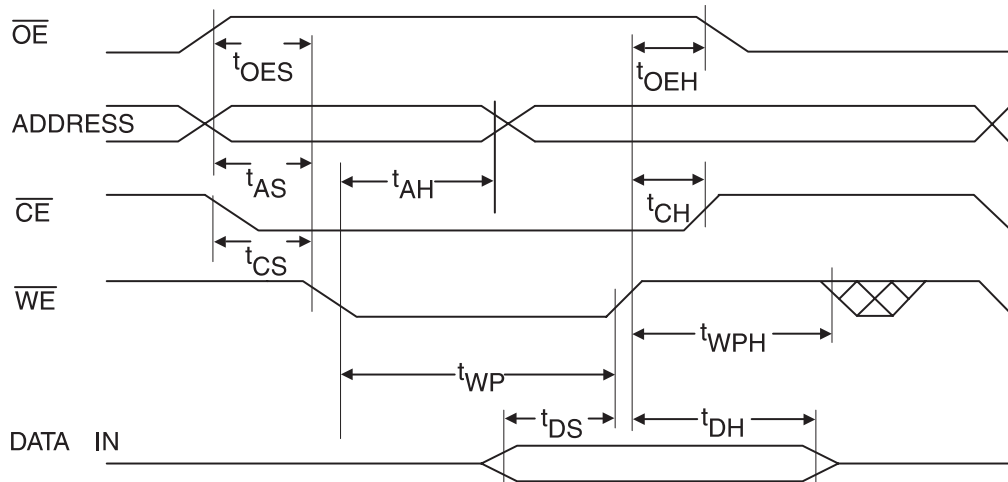 OE
tOES
tOEH
ADDRESS
tAS
tAH
CE
tCH
tCS
WE
tWPH
tWP
tDS
tDH
DATA IN